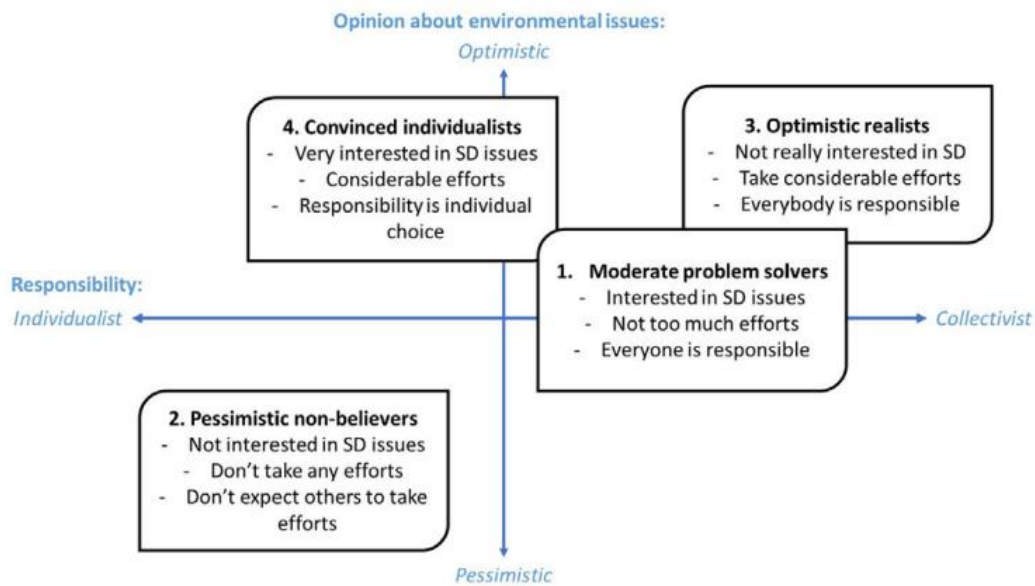 Opinion about environmental issues:
Optimistic
4. Convinced individualists
- Very interested in SD issues
- Considerable efforts
- Responsibility is individual
choice
3. Optimistic realists
- Not really interested in SD
- Take considerable efforts
- Everybody is responsible
1. Moderate problem solvers
- Interested in SD issues
- Not too much efforts
- Everyone is responsible
Responsibility:
Individualist
Collectivist
2. Pessimistic non-believers
- Not interested in SD issues
- Don't take any efforts
- Don't expect others to take
efforts
Pessimistic